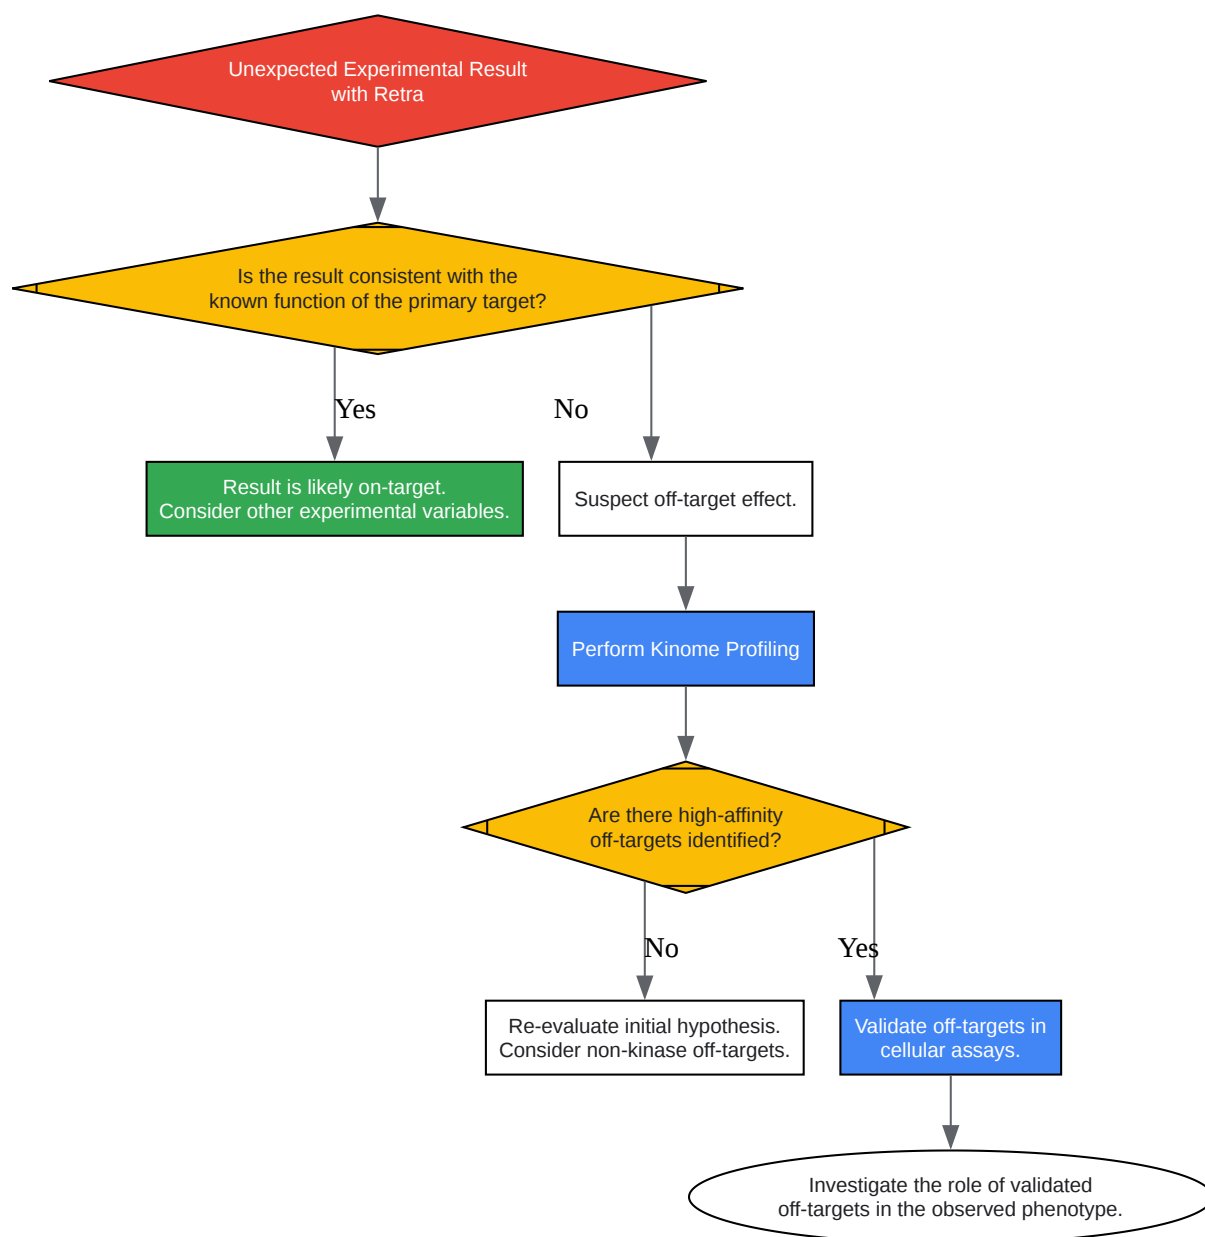 Unexpected Experimental Result
with Retra
Is the result consistent with the
known function of the primary target?
Yes
No
Result is likely on-target.
Consider other experimental variables.
Suspect off-target effect.
Perform Kinome Profiling
Are there high-affinity
off-targets identified?
No
Yes
Re-evaluate initial hypothesis.
Consider non-kinase off-targets.
Validate off-targets in
cellular assays.
Investigate the role of validated
off-targets in the observed phenotype.